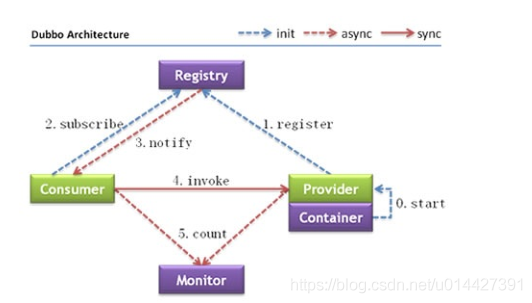 Dubbo Architecture
init
async
sync
Registry
2. subscribe
1. register
3. notify
Consumer
4. invoke
Provider
Container
0. start
5. count
Monitor
https://blog.csdn.net/u014427391